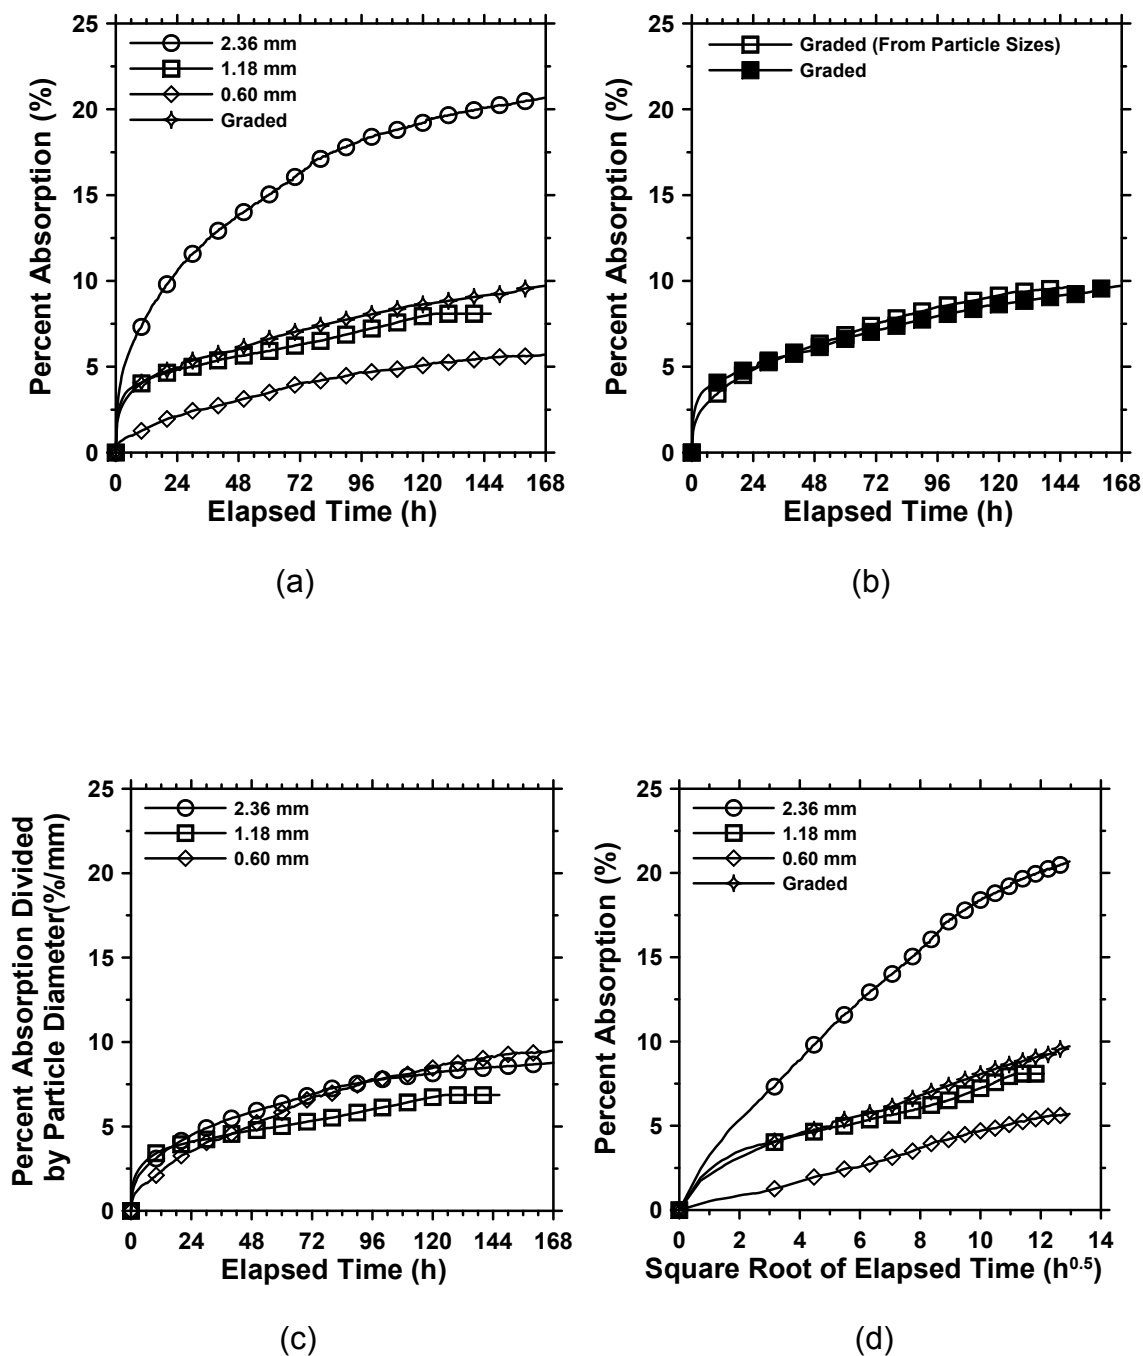 25
20
15
10
5
0
Percent Absorption (%)
2.36 mm
1.18 mm
0.60 mm
Graded
0 24 48 72 96 120 144 168
Elapsed Time (h)
(a)
25
20
15
10
5
0
Percent Absorption (%)
Graded (From Particle Sizes)
Graded
0 24 48 72 96 120 144 168
Elapsed Time (h)
(b)
25
20
15
10
5
0
Percent Absorption Divided
by Particle Diameter(%/mm)
2.36 mm
1.18 mm
0.60 mm
0 24 48 72 96 120 144 168
Elapsed Time (h)
(c)
25
20
15
10
5
0
Percent Absorption (%)
2.36 mm
1.18 mm
0.60 mm
Graded
0 2 4 6 8 10 12 14
Square Root of Elapsed Time (h^0.5)
(d)